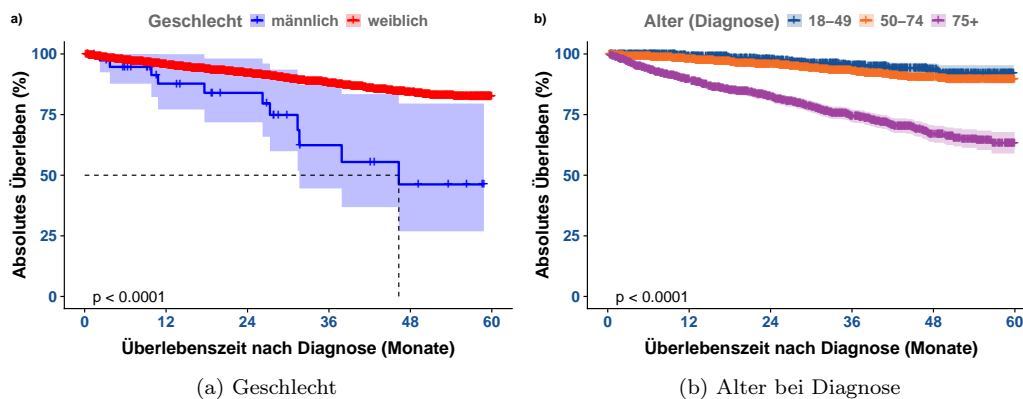 a)
Geschlecht männlich weiblich
100
75
50
25
0
Absolutes Überleben (%)
p < 0.0001
0 12 24 36 48 60
Überlebenszeit nach Diagnose (Monate)
(a) Geschlecht
b)
Alter (Diagnose) 18–49 50–74 75+
100
75
50
25
0
Absolutes Überleben (%)
p < 0.0001
0 12 24 36 48 60
Überlebenszeit nach Diagnose (Monate)
(b) Alter bei Diagnose